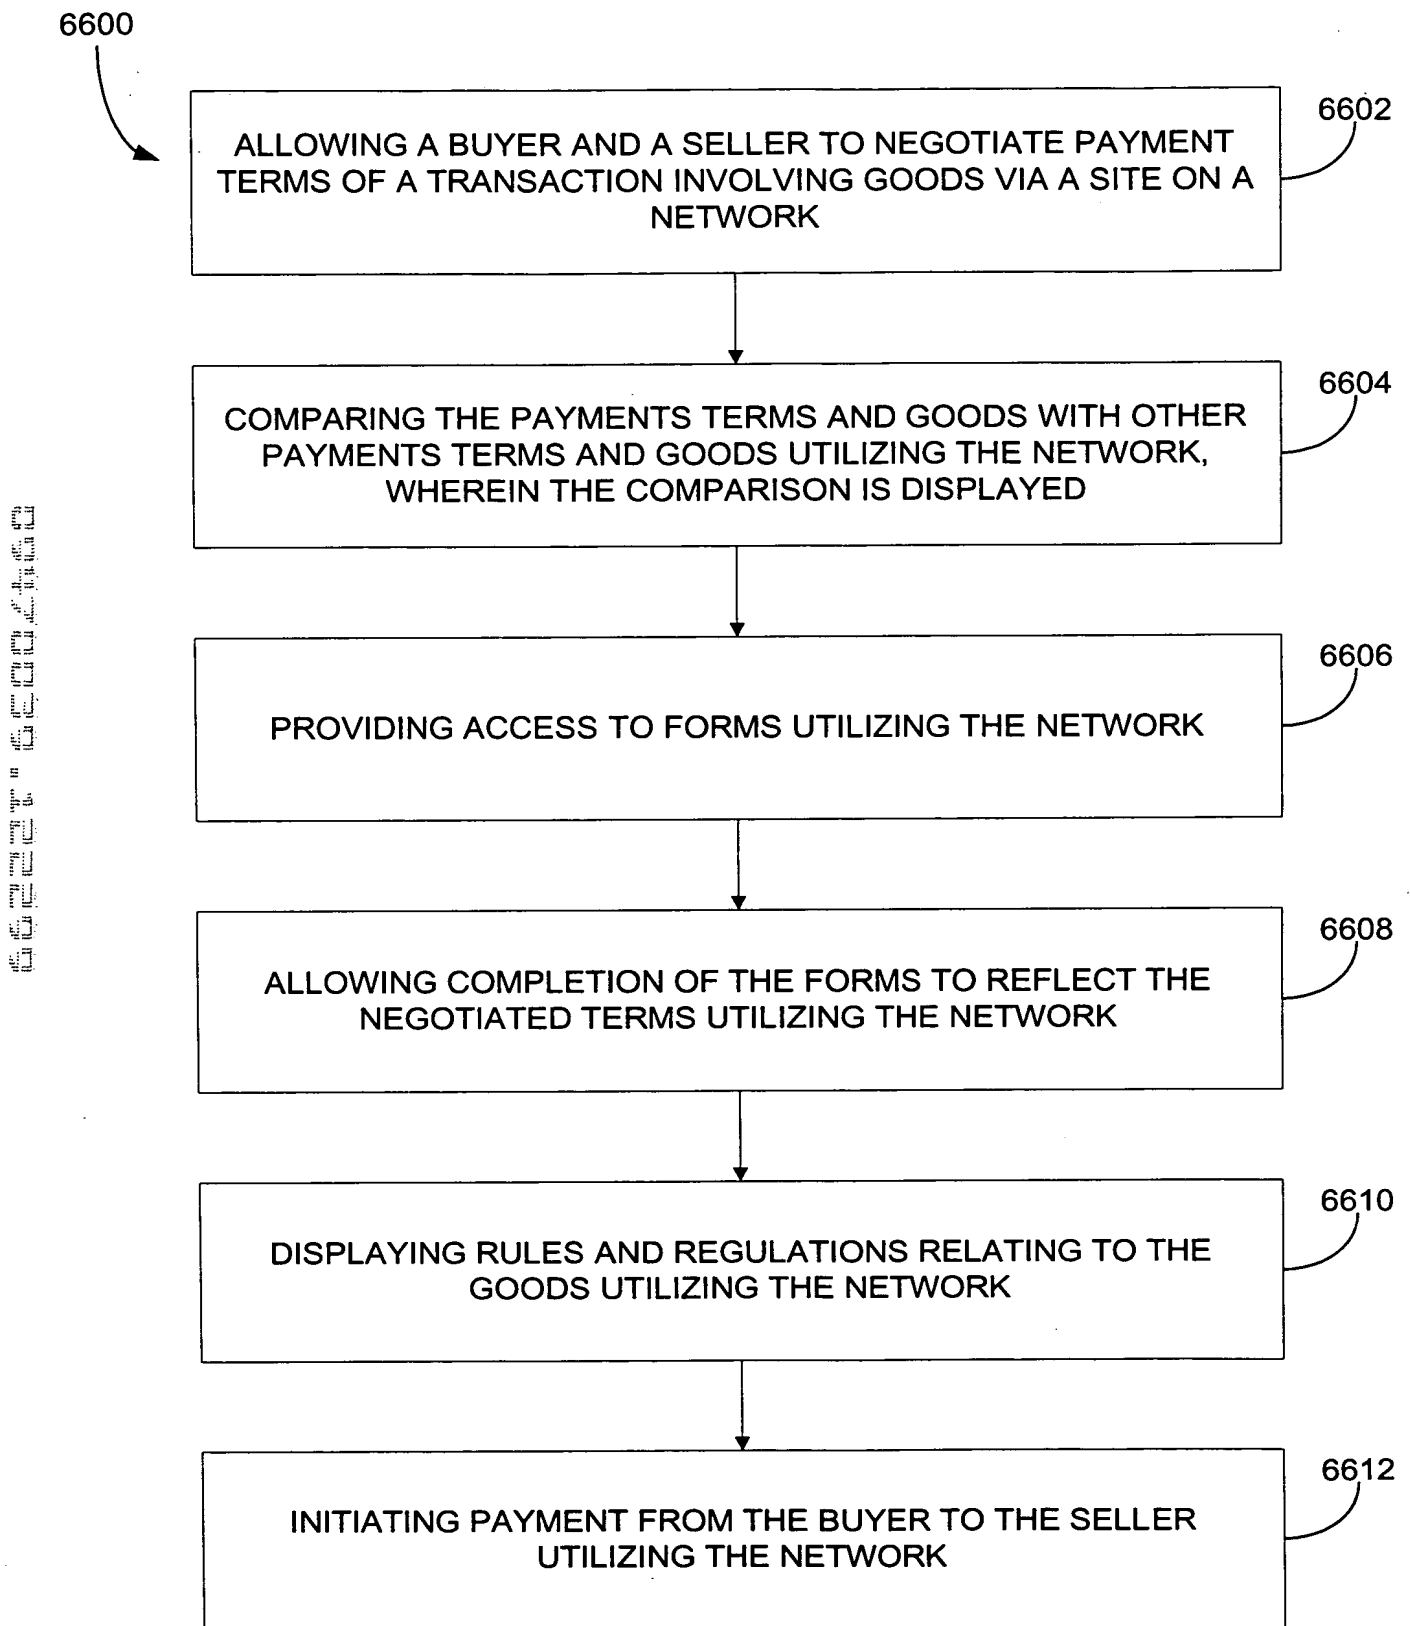 6600
6602
ALLOWING A BUYER AND A SELLER TO NEGOTIATE PAYMENT
TERMS OF A TRANSACTION INVOLVING GOODS VIA A SITE ON A
NETWORK
6604
COMPARING THE PAYMENTS TERMS AND GOODS WITH OTHER
PAYMENTS TERMS AND GOODS UTILIZING THE NETWORK,
WHEREIN THE COMPARISON IS DISPLAYED
6606
PROVIDING ACCESS TO FORMS UTILIZING THE NETWORK
6608
ALLOWING COMPLETION OF THE FORMS TO REFLECT THE
NEGOTIATED TERMS UTILIZING THE NETWORK
6610
DISPLAYING RULES AND REGULATIONS RELATING TO THE
GOODS UTILIZING THE NETWORK
6612
INITIATING PAYMENT FROM THE BUYER TO THE SELLER
UTILIZING THE NETWORK